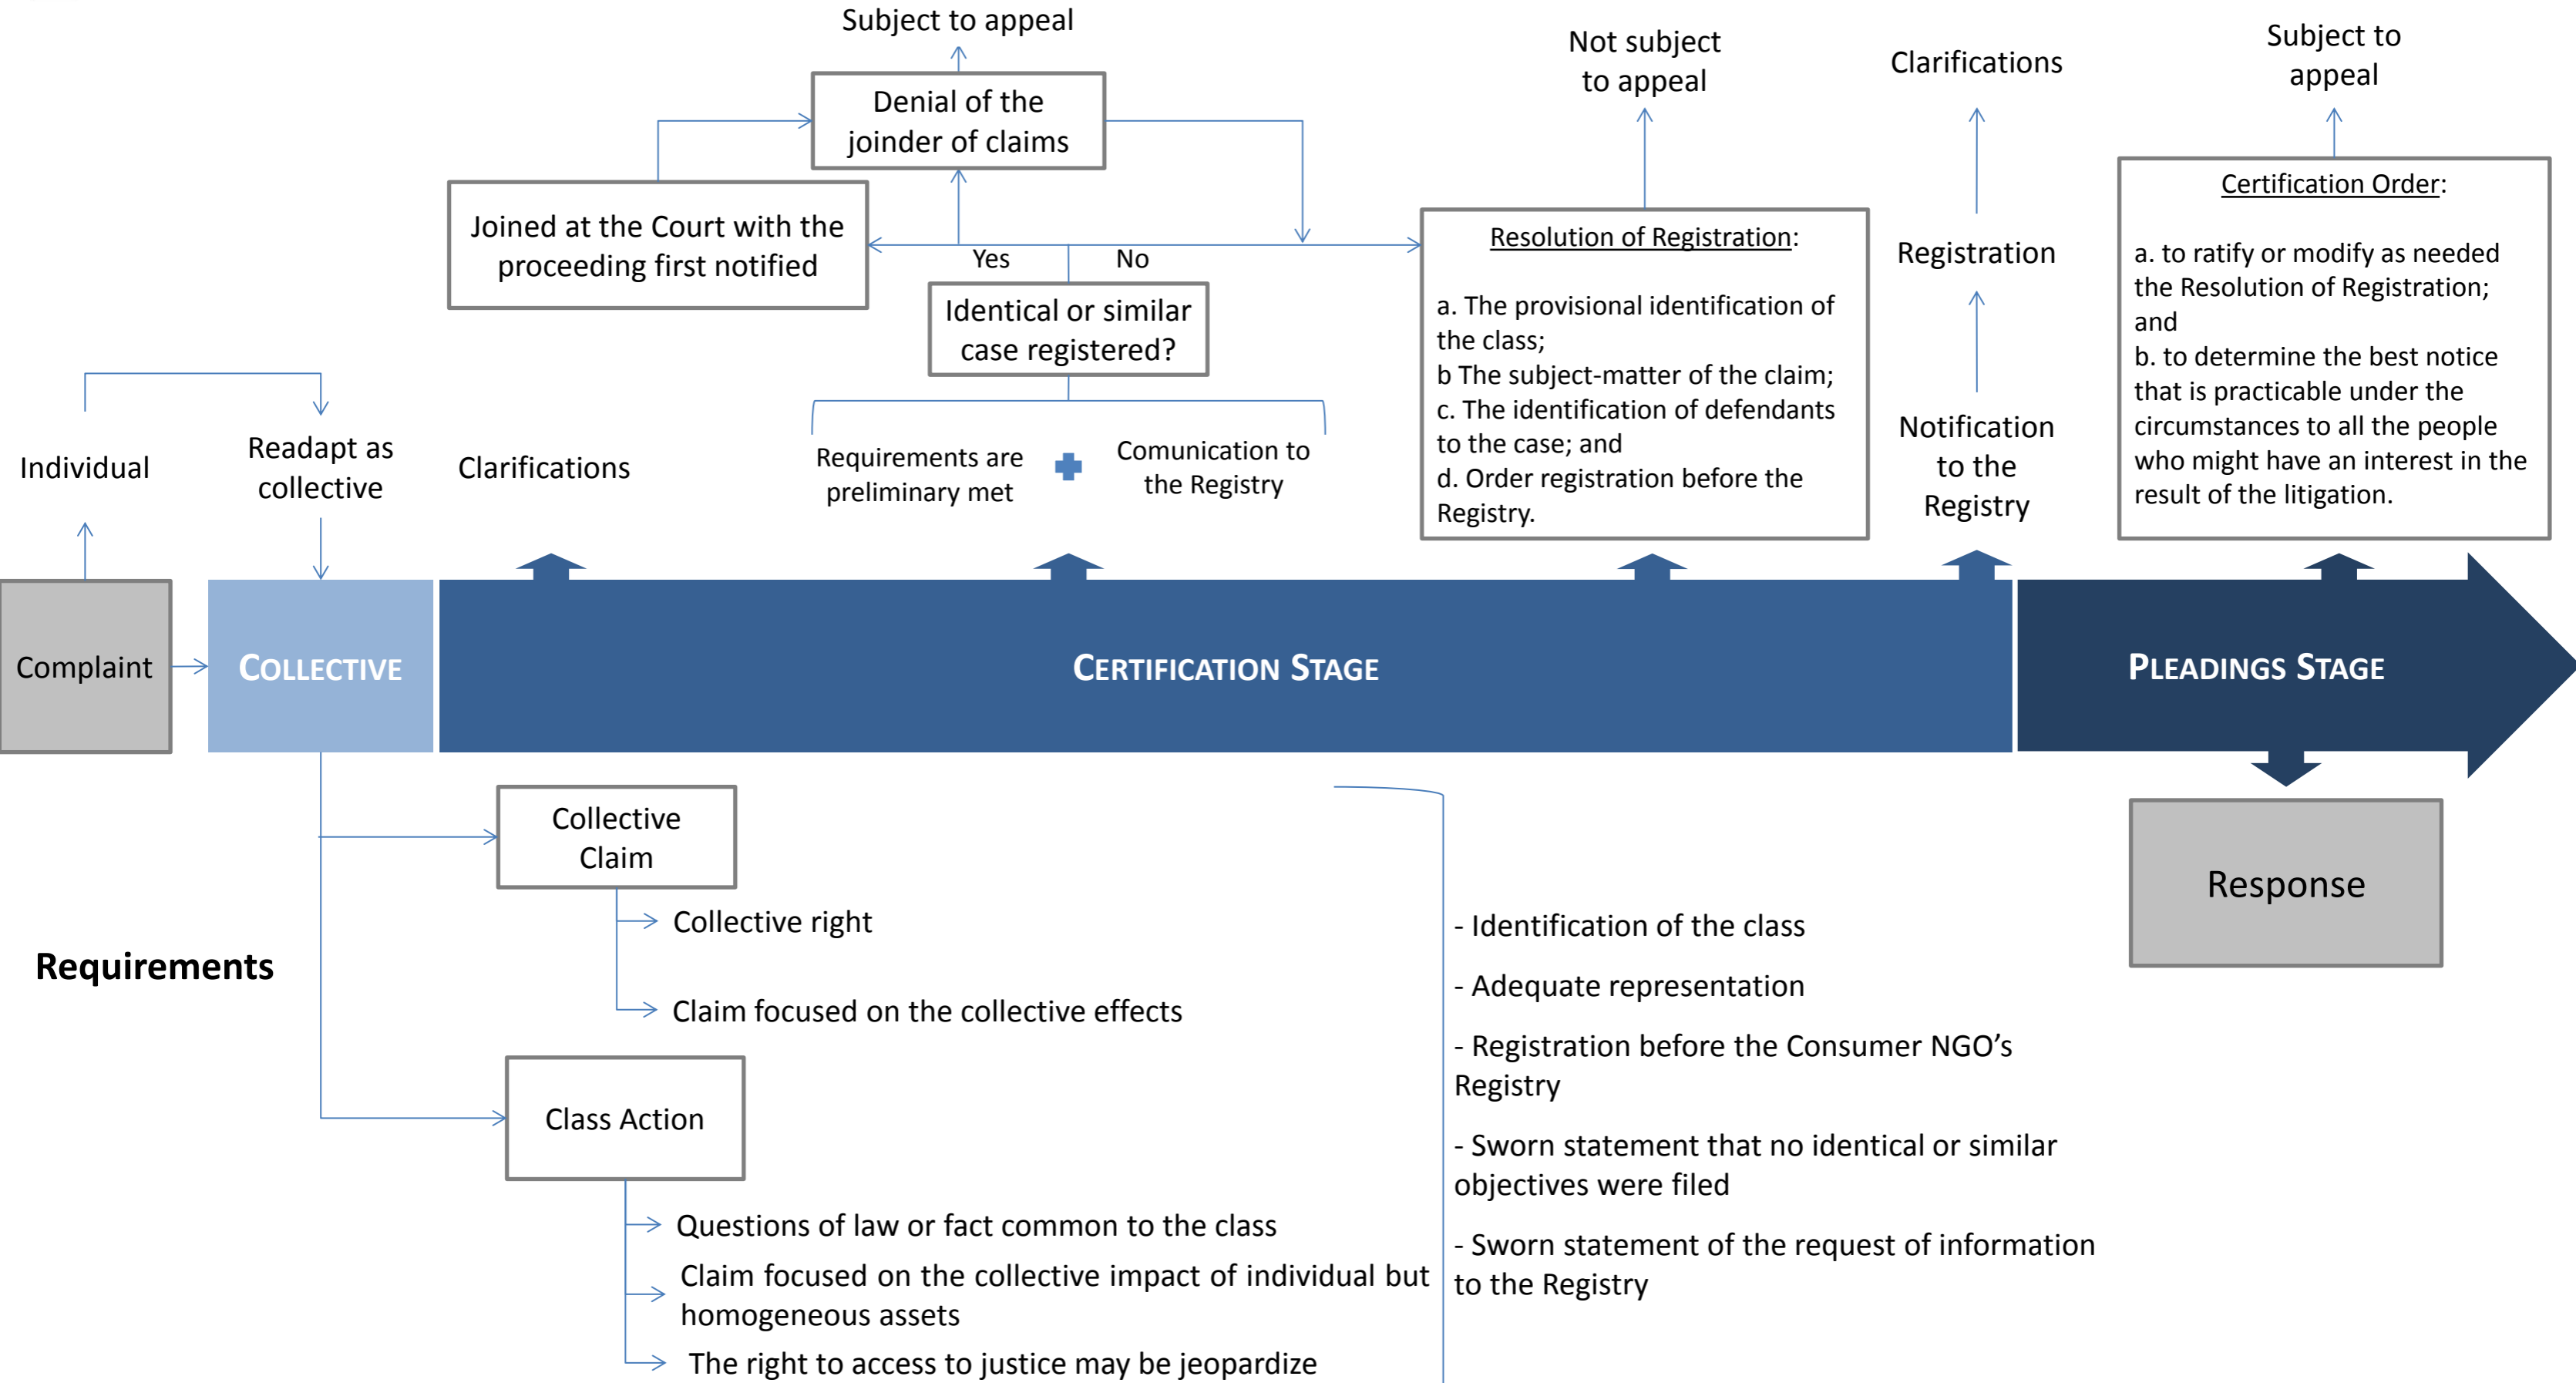 Subject to appeal
Denial of the
joinder of claims
Joined at the Court with the
proceeding first notified
Yes
No
Identical or similar
case registered?
Individual
Readapt as
collective
Clarifications
Requirements are
preliminary met
Comunication to
the Registry
Not subject
to appeal
Resolution of Registration:
a. The provisional identification of
the class;
b The subject-matter of the claim;
c. The identification of defendants
to the case; and
d. Order registration before the
Registry.
Clarifications
Registration
Notification
to the
Registry
Subject to
appeal
Certification Order:
a. to ratify or modify as needed
the Resolution of Registration;
and
b. to determine the best notice
that is practicable under the
circumstances to all the people
who might have an interest in the
result of the litigation.
Complaint
COLLECTIVE
CERTIFICATION STAGE
PLEADINGS STAGE
Requirements
Collective
Claim
Collective right
Claim focused on the collective effects
Class Action
Questions of law or fact common to the class
Claim focused on the collective impact of individual but
homogeneous assets
The right to access to justice may be jeopardize
- Identification of the class
- Adequate representation
- Registration before the Consumer NGO’s
Registry
- Sworn statement that no identical or similar
objectives were filed
- Sworn statement of the request of information
to the Registry
Response